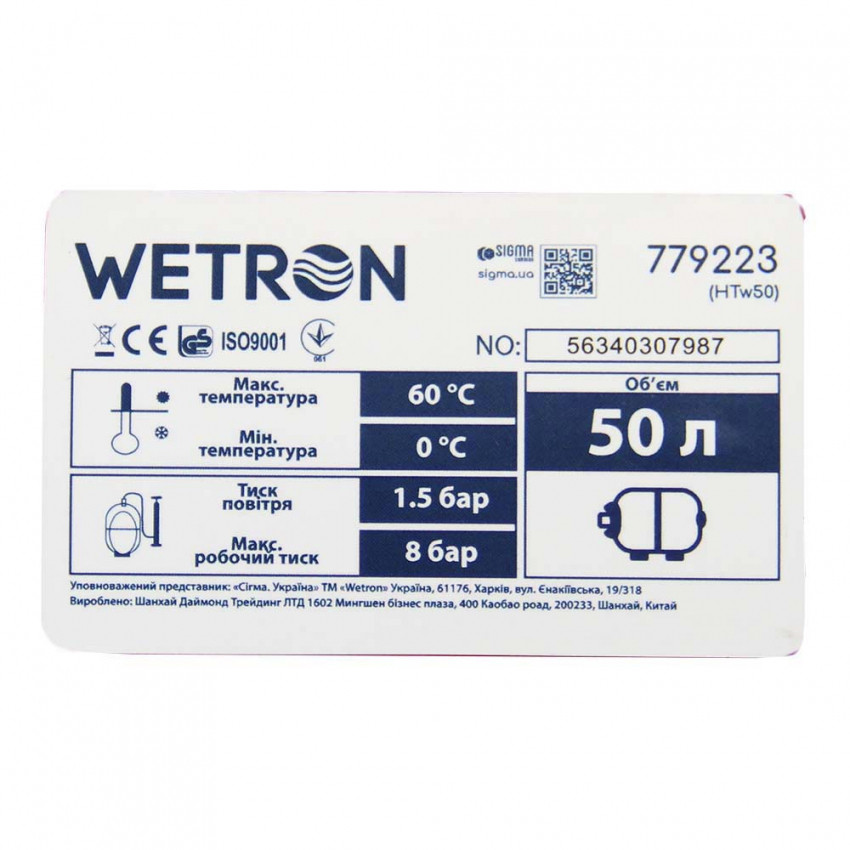 WETRON
SIGMA
sigma.ua
779223
(HTw50)
CE
GS
ISO9001
061
NO: 56340307987
Макс. температура
60 °C
Мін. температура
0 °C
Об'єм
50 л
Тиск повітря
1.5 бар
Макс. робочий тиск
8 бар
Уповноважений представник: «Сігма. Україна» ТМ «Wetron» Україна, 61176, Харків, вул. Єнакіївська, 19/318
Вироблено: Шанхай Даймонд Трейдинг ЛТД 1602 Мингшен бізнес плаза, 400 Каобао роад, 200233, Шанхай, Китай